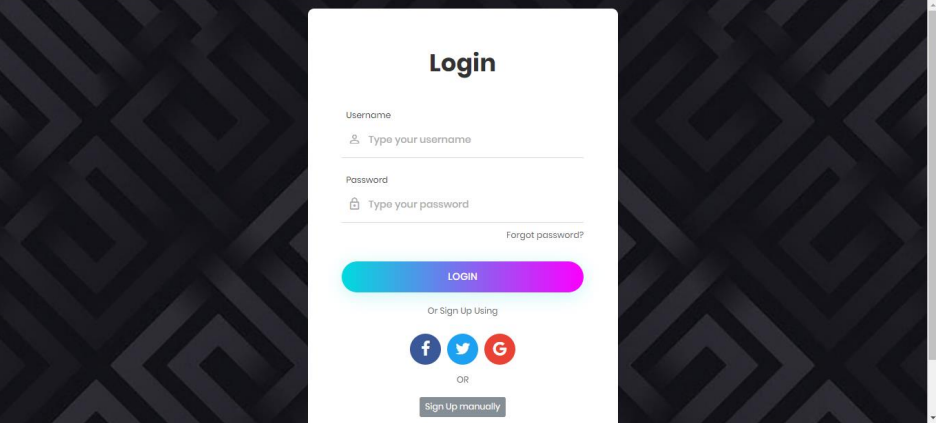 Login
Username
Type your username
Password
Type your password
Forgot password?
LOGIN
Or Sign Up Using
OR
Sign Up manually